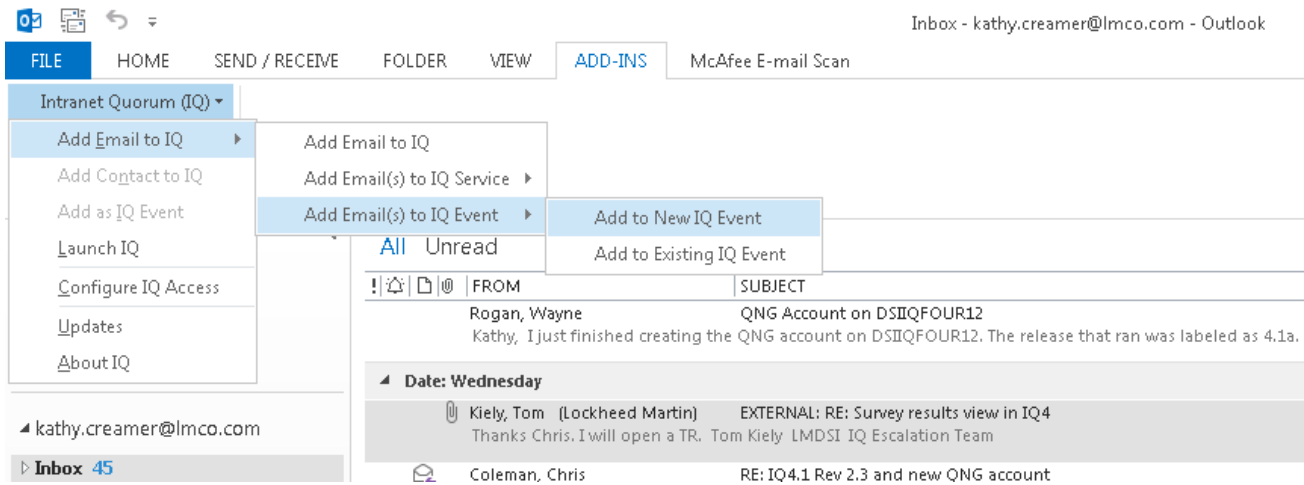 Inbox - kathy.creamer@lmco.com - Outlook
FILE HOME SEND / RECEIVE FOLDER VIEW ADD-INS McAfee E-mail Scan
Intranet Quorum (IQ)
Add Email to IQ
Add Contact to IQ
Add as IQ Event
Launch IQ
Configure IQ Access
Updates
About IQ
Add Email to IQ
Add Email(s) to IQ Service
Add Email(s) to IQ Event
Add to New IQ Event
Add to Existing IQ Event
All Unread
! FROM SUBJECT
Rogan, Wayne QNG Account on DSIIQFOUR12
Kathy, I just finished creating the QNG account on DSIIQFOUR12. The release that ran was labeled as 4.1a.
Date: Wednesday
Kiely, Tom (Lockheed Martin) EXTERNAL: RE: Survey results view in IQ4
Thanks Chris. I will open a TR. Tom Kiely LMDSI IQ Escalation Team
Coleman, Chris RE: IQ4.1 Rev 2.3 and new QNG account
kathy.creamer@lmco.com
Inbox 45